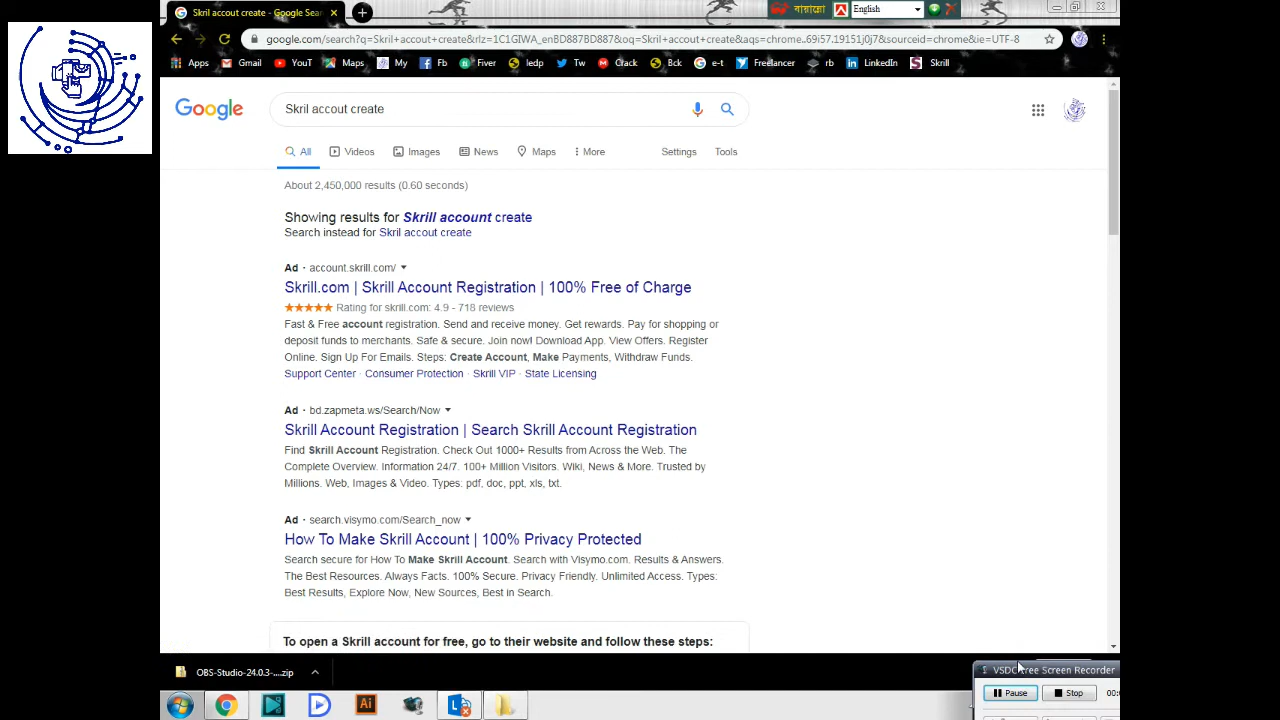 Skril accout create - Google Sear
বায়ান্নো
English
google.com/search?q=Skril+accout+create&rlz=1C1GIWA_enBD887BD887&oq=Skril+accout+create&aqs=chrome..69i57.19151j0j7&sourceid=chrome&ie=UTF-8
Apps Gmail YouT Maps My Fb Fiver ledp Tw Crack Bck e-t Freelancer rb LinkedIn Skrill
Google
Skril accout create
All Videos Images News Maps More Settings Tools
About 2,450,000 results (0.60 seconds)
Showing results for Skrill account create
Search instead for Skril accout create
Ad · account.skrill.com/
Skrill.com | Skrill Account Registration | 100% Free of Charge
Rating for skrill.com: 4.9 - 718 reviews
Fast & Free account registration. Send and receive money. Get rewards. Pay for shopping or
deposit funds to merchants. Safe & secure. Join now! Download App. View Offers. Register
Online. Sign Up For Emails. Steps: Create Account, Make Payments, Withdraw Funds.
Support Center · Consumer Protection · Skrill VIP · State Licensing
Ad · bd.zapmeta.ws/Search/Now
Skrill Account Registration | Search Skrill Account Registration
Find Skrill Account Registration. Check Out 1000+ Results from Across the Web. The
Complete Overview. Information 24/7. 100+ Million Visitors. Wiki, News & More. Trusted by
Millions. Web, Images & Video. Types: pdf, doc, ppt, xls, txt.
Ad · search.visymo.com/Search_now
How To Make Skrill Account | 100% Privacy Protected
Search secure for How To Make Skrill Account. Search with Visymo.com. Results & Answers.
The Best Resources. Always Facts. 100% Secure. Privacy Friendly. Unlimited Access. Types:
Best Results, Explore Now, New Sources, Best in Search.
To open a Skrill account for free, go to their website and follow these steps:
OBS-Studio-24.0.3-....zip
VSDC Free Screen Recorder
Pause Stop
Ai